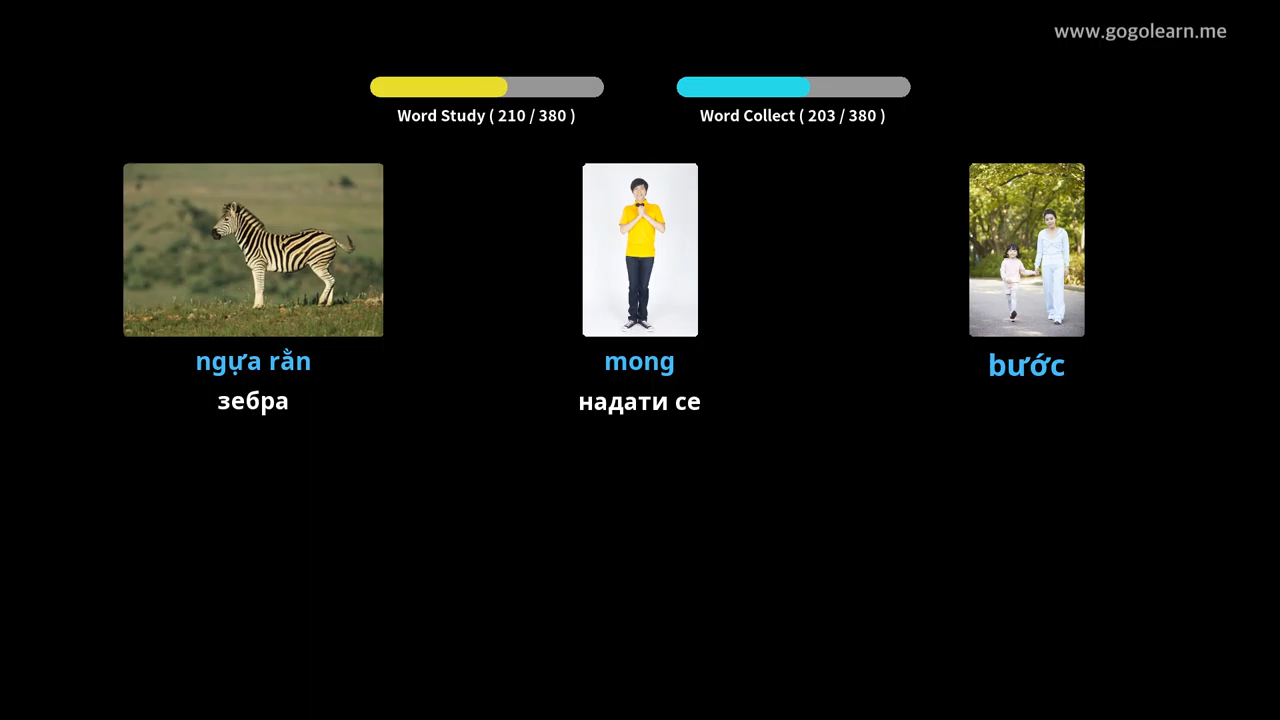 www.gogolearn.me
Word Study ( 210 / 380 )
Word Collect ( 203 / 380 )
ngựa rằn
mong
bước
зебра
надати се